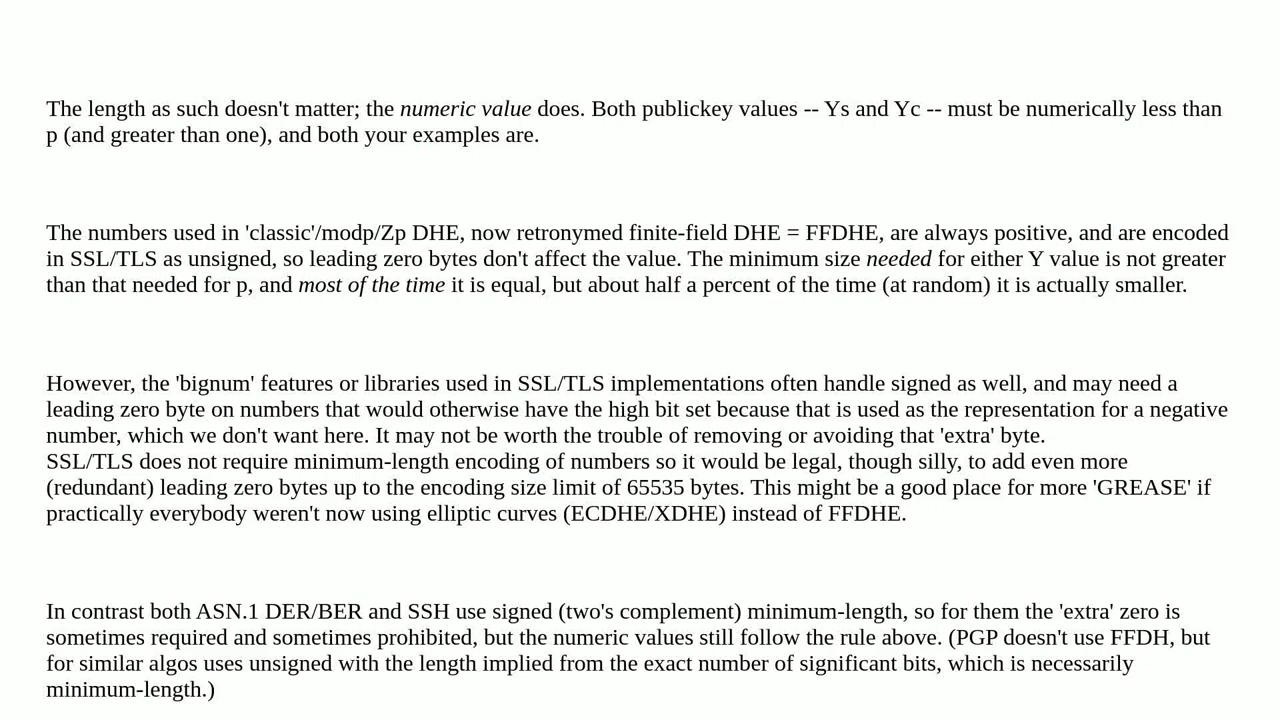 The length as such doesn't matter; the numeric value does. Both publickey values -- Ys and Yc -- must be numerically less than
p (and greater than one), and both your examples are.
The numbers used in 'classic'/modp/Zp DHE, now retronymed finite-field DHE = FFDHE, are always positive, and are encoded
in SSL/TLS as unsigned, so leading zero bytes don't affect the value. The minimum size needed for either Y value is not greater
than that needed for p, and most of the time it is equal, but about half a percent of the time (at random) it is actually smaller.
However, the 'bignum' features or libraries used in SSL/TLS implementations often handle signed as well, and may need a
leading zero byte on numbers that would otherwise have the high bit set because that is used as the representation for a negative
number, which we don't want here. It may not be worth the trouble of removing or avoiding that 'extra' byte.
SSL/TLS does not require minimum-length encoding of numbers so it would be legal, though silly, to add even more
(redundant) leading zero bytes up to the encoding size limit of 65535 bytes. This might be a good place for more 'GREASE' if
practically everybody weren't now using elliptic curves (ECDHE/XDHE) instead of FFDHE.
In contrast both ASN.1 DER/BER and SSH use signed (two's complement) minimum-length, so for them the 'extra' zero is
sometimes required and sometimes prohibited, but the numeric values still follow the rule above. (PGP doesn't use FFDH, but
for similar algos uses unsigned with the length implied from the exact number of significant bits, which is necessarily
minimum-length.)